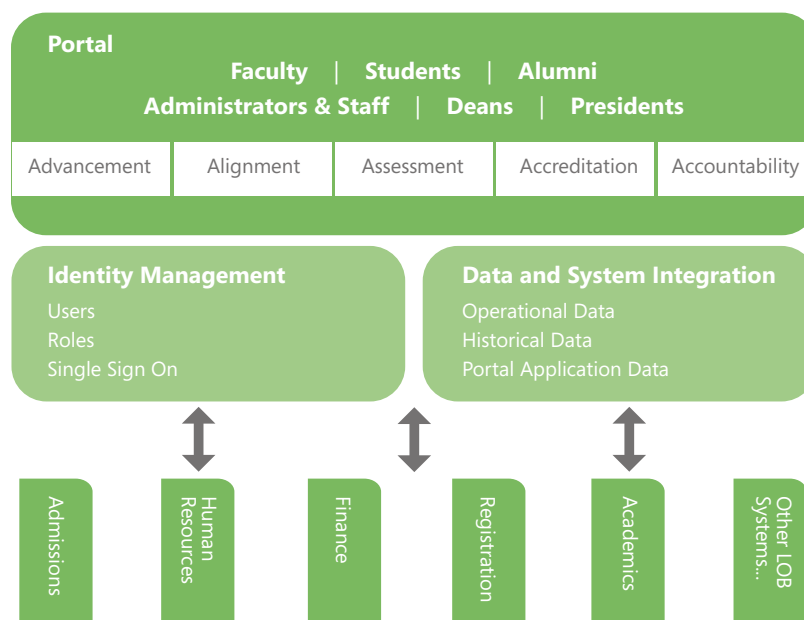 Portal
Faculty | Students | Alumni
Administrators & Staff | Deans | Presidents
Advancement
Alignment
Assessment
Accreditation
Accountability
Identity Management
Users
Roles
Single Sign On
Data and System Integration
Operational Data
Historical Data
Portal Application Data
Admissions
Human
Resources
Finance
Registration
Academics
Other LOB
Systems...